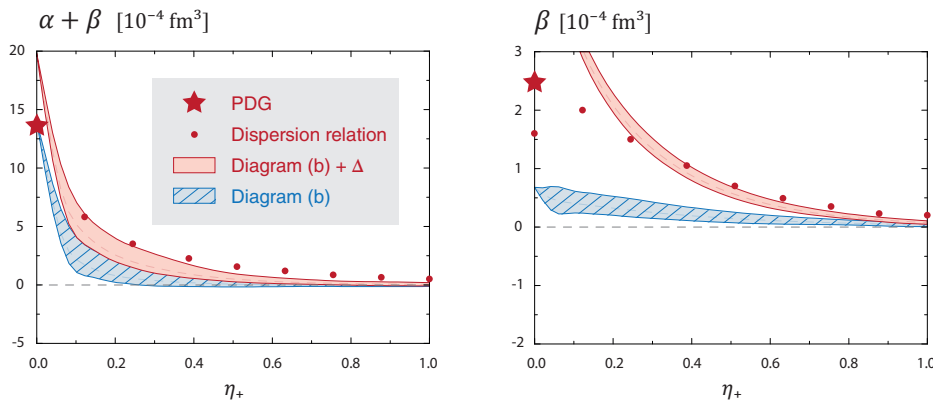 α + β [10⁻⁴ fm³]
20
15
10
5
0
-5
0.0 0.2 0.4 0.6 0.8 1.0
η₊
PDG
Dispersion relation
Diagram (b) + Δ
Diagram (b)
β [10⁻⁴ fm³]
3
2
1
0
-1
-2
0.0 0.2 0.4 0.6 0.8 1.0
η₊